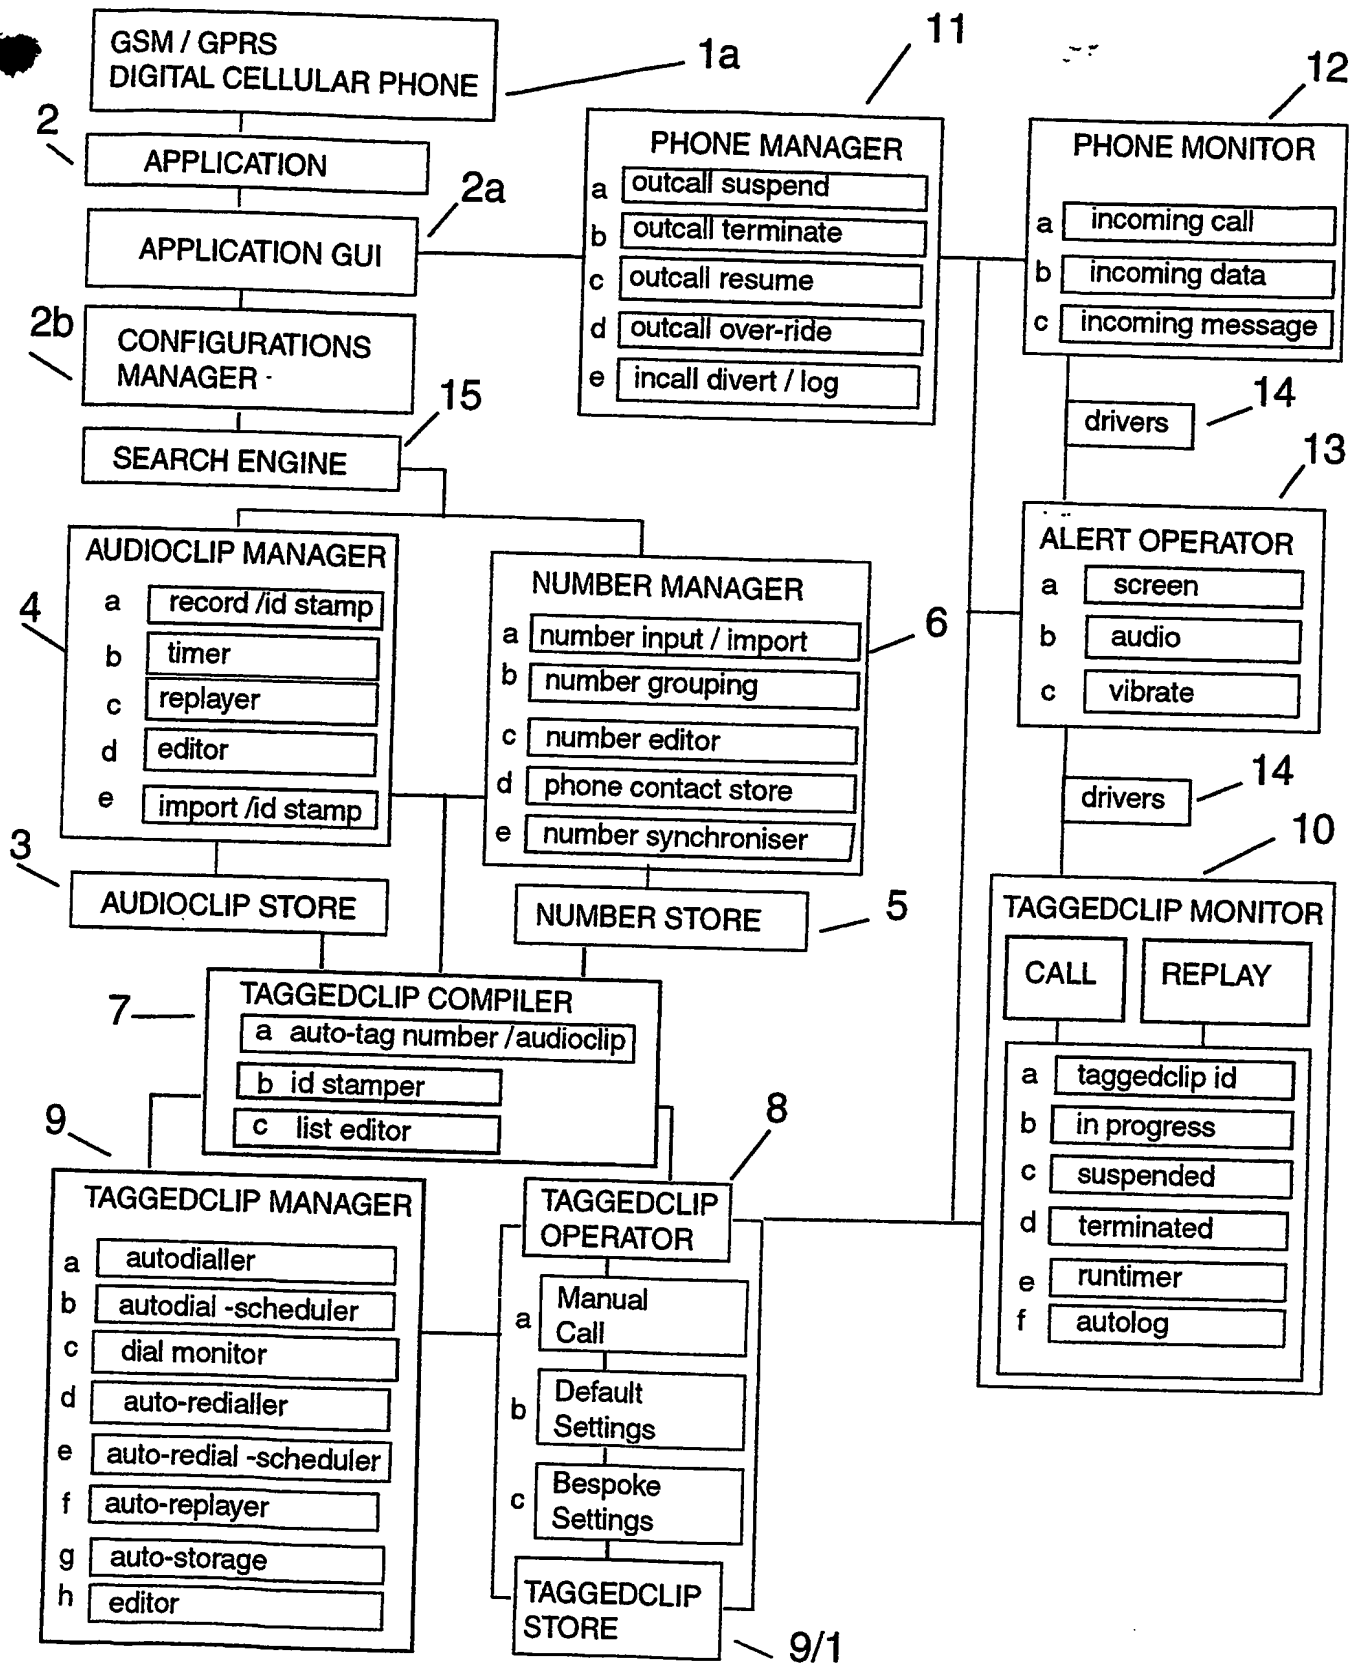 GSM / GPRS
DIGITAL CELLULAR PHONE
1a
2
APPLICATION
2a
APPLICATION GUI
2b
CONFIGURATIONS
MANAGER
15
SEARCH ENGINE
11
PHONE MANAGER
a outcall suspend
b outcall terminate
c outcall resume
d outcall over-ride
e incall divert / log
12
PHONE MONITOR
a incoming call
b incoming data
c incoming message
drivers
14
13
ALERT OPERATOR
a screen
b audio
c vibrate
drivers
14
4
AUDIOCLIP MANAGER
a record /id stamp
b timer
c replayer
d editor
e import /id stamp
6
NUMBER MANAGER
a number input / import
b number grouping
c number editor
d phone contact store
e number synchroniser
3
AUDIOCLIP STORE
NUMBER STORE
5
7
TAGGEDCLIP COMPILER
a auto-tag number /audioclip
b id stamper
c list editor
10
TAGGEDCLIP MONITOR
CALL
REPLAY
a taggedclip id
b in progress
c suspended
d terminated
e runtimer
f autolog
9
TAGGEDCLIP MANAGER
a autodialler
b autodial -scheduler
c dial monitor
d auto-redialler
e auto-redial -scheduler
f auto-replayer
g auto-storage
h editor
8
TAGGEDCLIP
OPERATOR
a Manual
Call
b Default
Settings
c Bespoke
Settings
TAGGEDCLIP
STORE
9/1